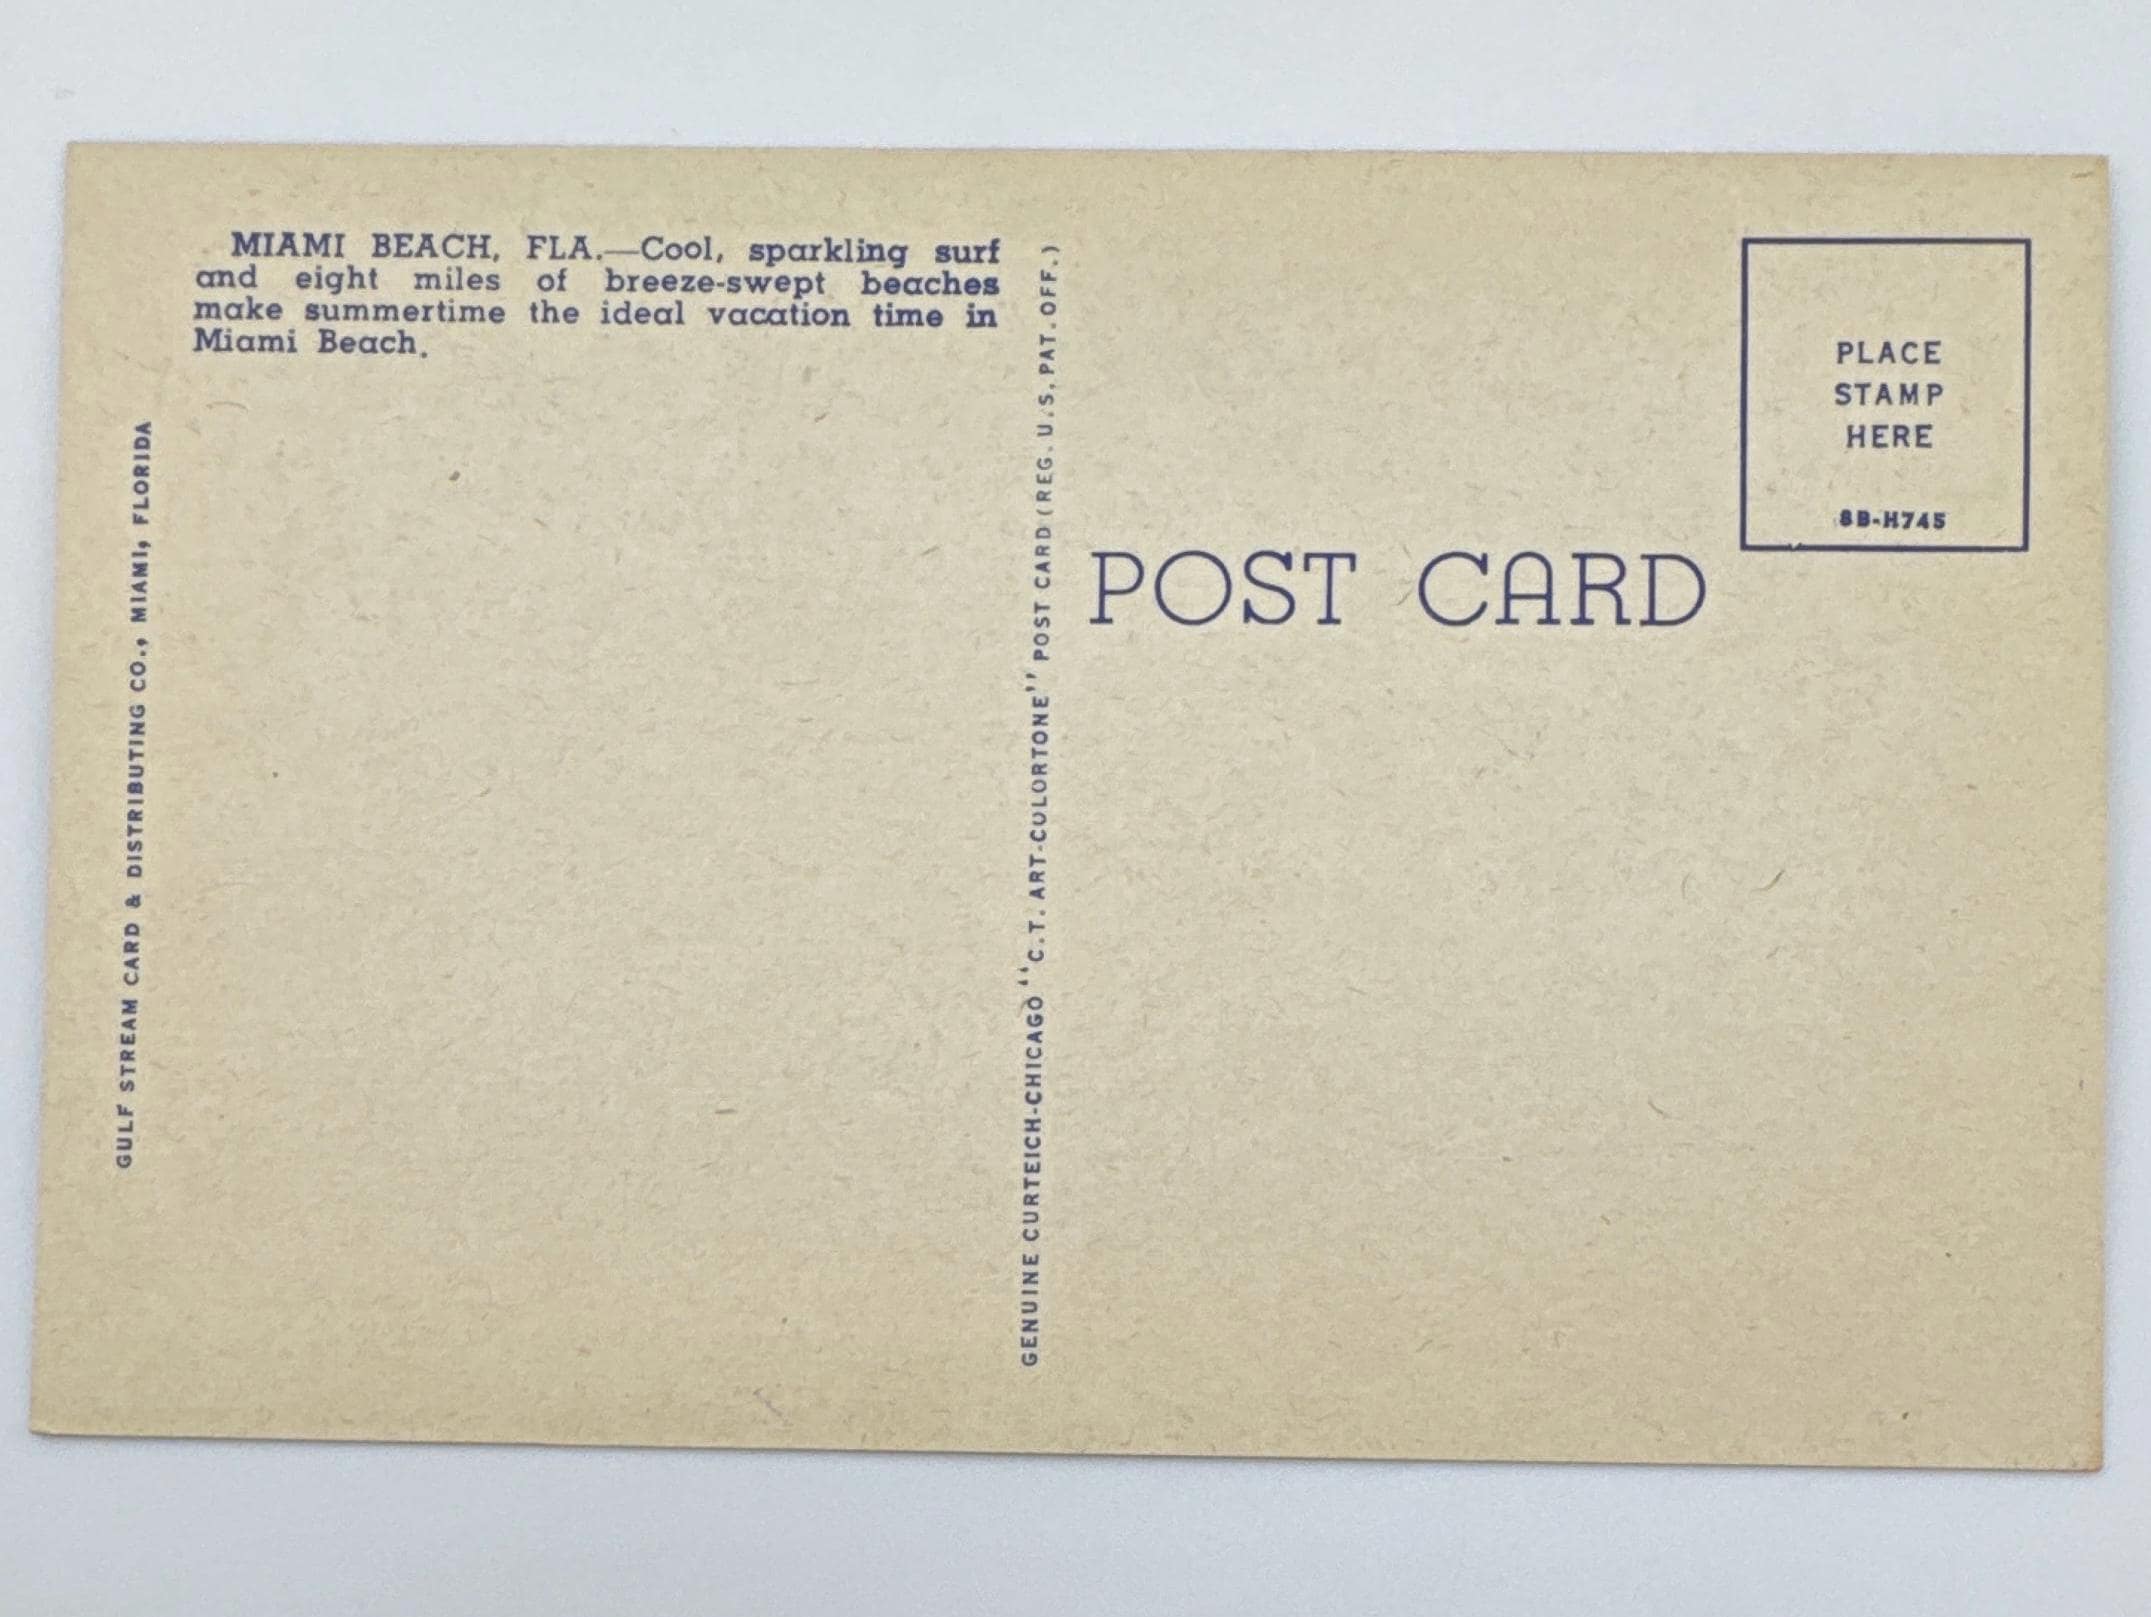 MIAMI BEACH, FLA.—Cool, sparkling surf
and eight miles of breeze-swept beaches
make summertime the ideal vacation time in
Miami Beach.
GULF STREAM CARD & DISTRIBUTING CO., MIAMI, FLORIDA
GENUINE CURTEICH-CHICAGO "C.T. ART-COLORTONE" POST CARD (REG. U.S. PAT. OFF.)
POST CARD
PLACE
STAMP
HERE
8B-H745